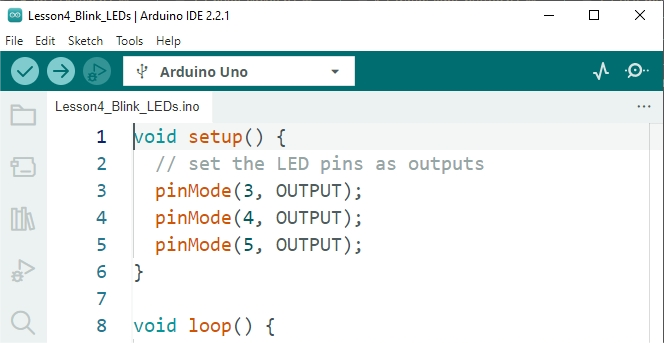 Lesson4_Blink_LEDs | Arduino IDE 2.2.1
File Edit Sketch Tools Help
Arduino Uno
Lesson4_Blink_LEDs.ino
1 void setup() {
2   // set the LED pins as outputs
3   pinMode(3, OUTPUT);
4   pinMode(4, OUTPUT);
5   pinMode(5, OUTPUT);
6 }
7
8 void loop() {